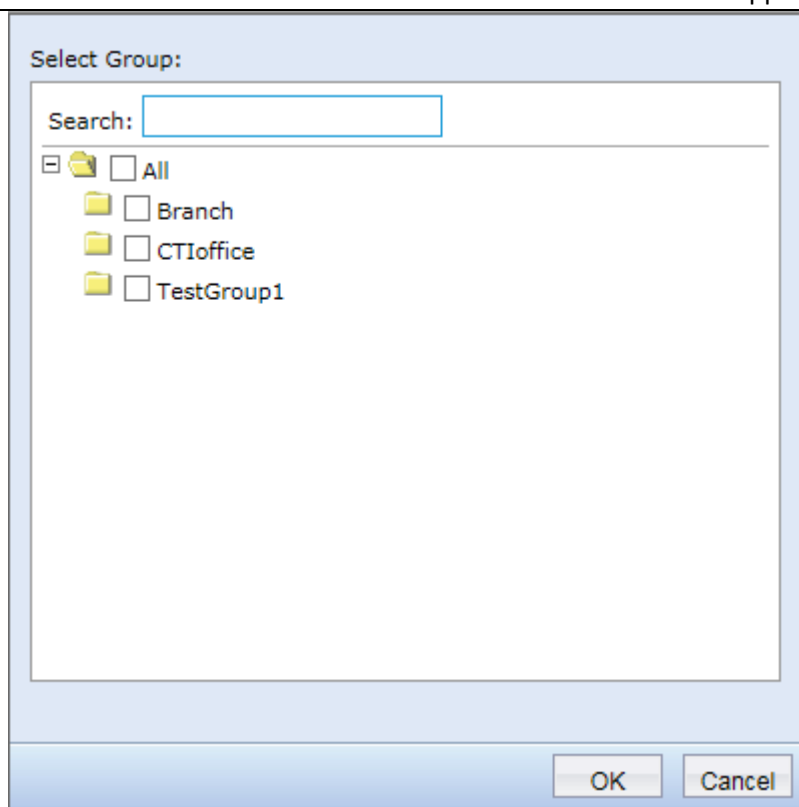 Select Group:
Search:
All
Branch
CTIoffice
TestGroup1
OK Cancel